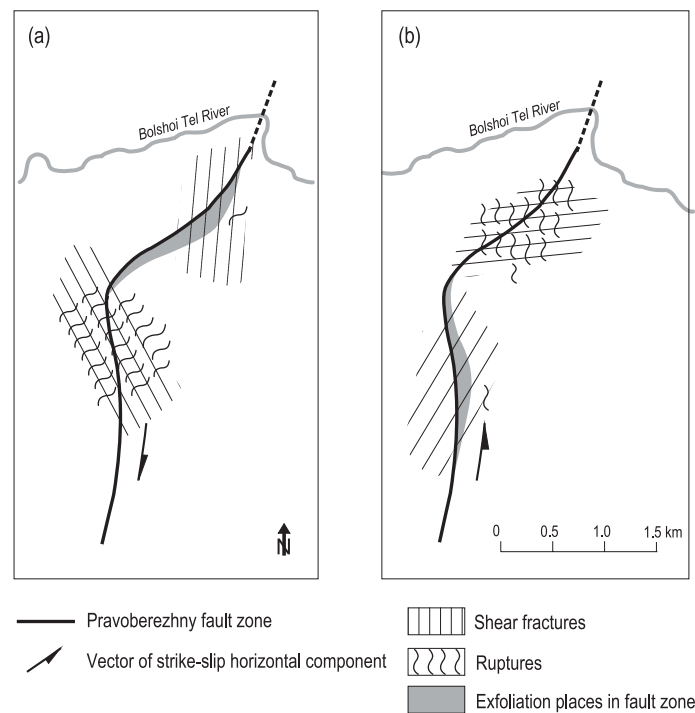 (a)
Bolshoi Tel River
N
(b)
Bolshoi Tel River
0 0.5 1.0 1.5 km
Pravoberezhny fault zone
Vector of strike-slip horizontal component
Shear fractures
Ruptures
Exfoliation places in fault zone